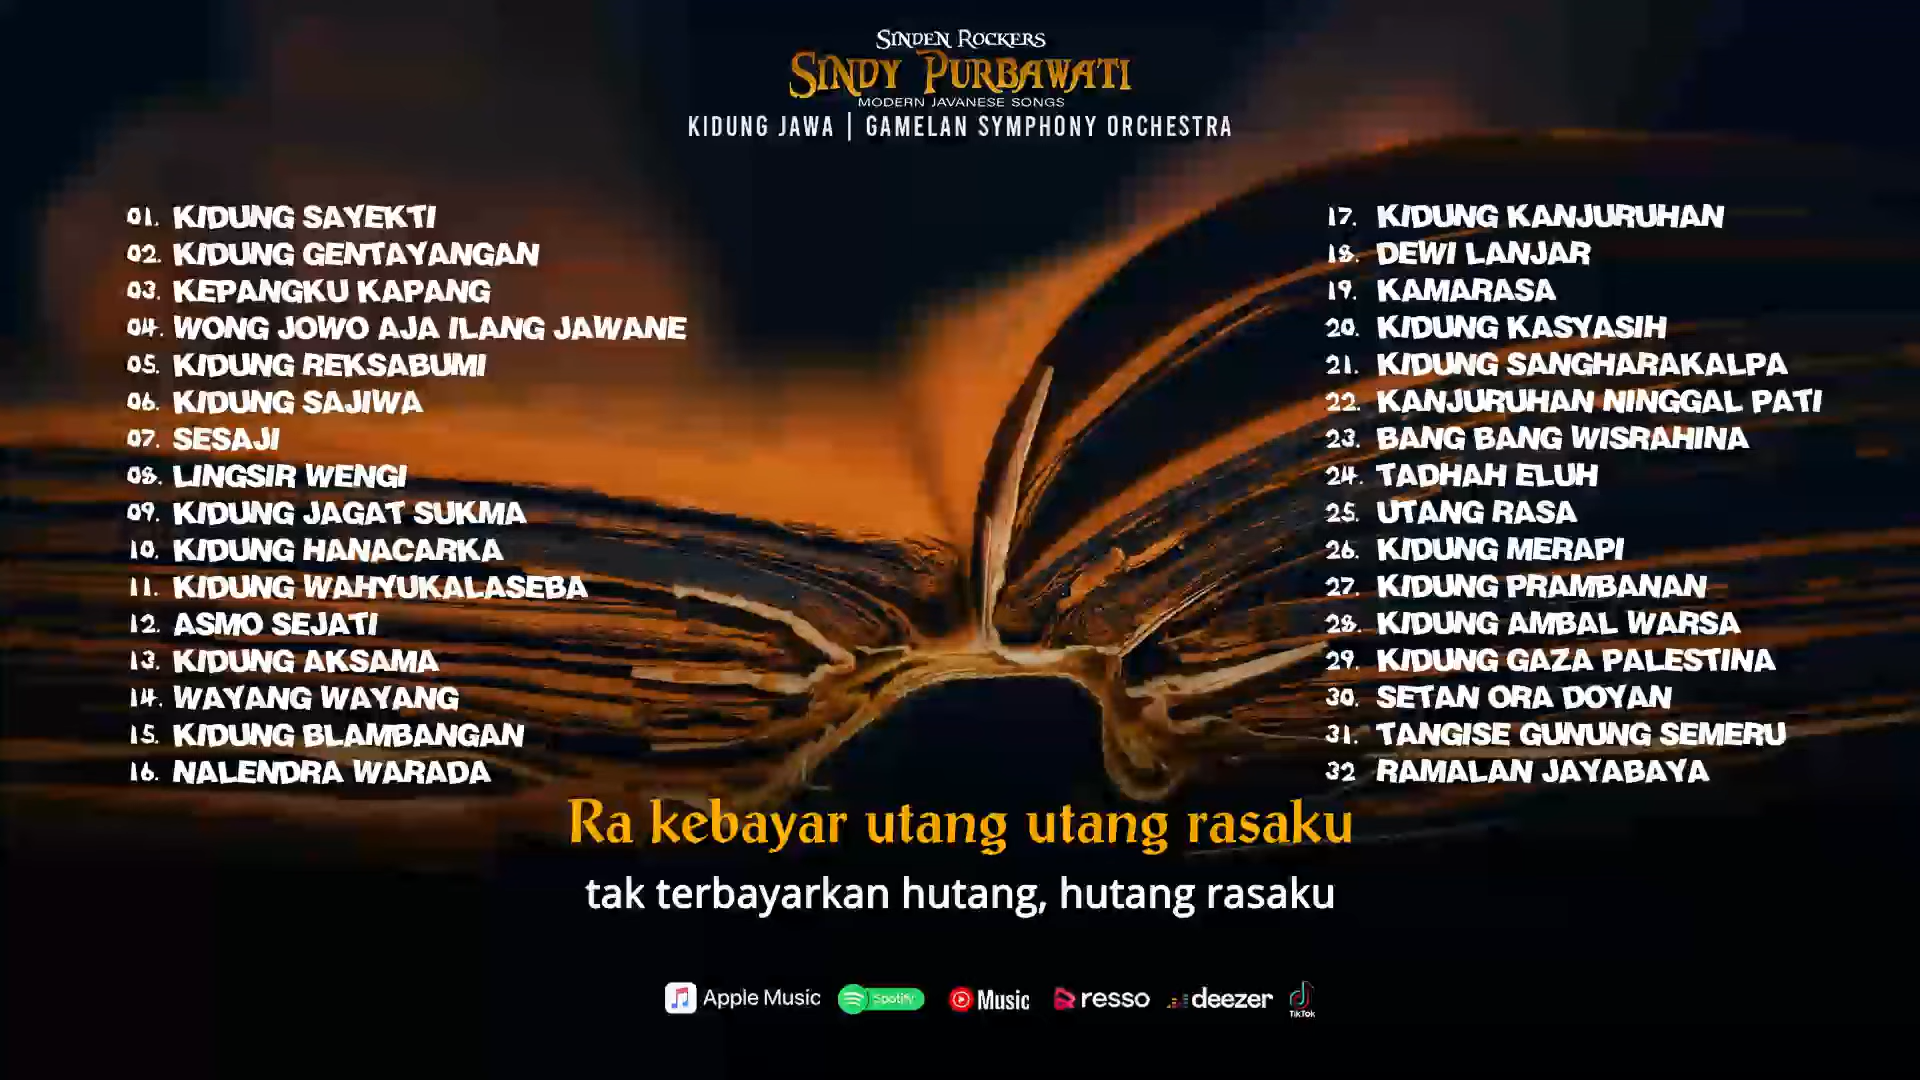 SINDEN ROCKERS
SINDY PURBAWATI
MODERN JAVANESE SONGS
KIDUNG JAWA | GAMELAN SYMPHONY ORCHESTRA
01. KIDUNG SAYEKTI
02. KIDUNG GENTAYANGAN
03. KEPANGKU KAPANG
04. WONG JOWO AJA ILANG JAWANE
05. KIDUNG REKSABUMI
06. KIDUNG SAJIWA
07. SESAJI
08. LINGSIR WENGI
09. KIDUNG JAGAT SUKMA
10. KIDUNG HANACARKA
11. KIDUNG WAHYUKALASEBA
12. ASMO SEJATI
13. KIDUNG AKSAMA
14. WAYANG WAYANG
15. KIDUNG BLAMBANGAN
16. NALENDRA WARADA
17. KIDUNG KANJURUHAN
18. DEWI LANJAR
19. KAMARASA
20. KIDUNG KASYASIH
21. KIDUNG SANGHARAKALPA
22. KANJURUHAN NINGGAL PATI
23. BANG BANG WISRAHINA
24. TADHAH ELUH
25. UTANG RASA
26. KIDUNG MERAPI
27. KIDUNG PRAMBANAN
28. KIDUNG AMBAL WARSA
29. KIDUNG GAZA PALESTINA
30. SETAN ORA DOYAN
31. TANGISE GUNUNG SEMERU
32 RAMALAN JAYABAYA
Ra kebayar utang utang rasaku
tak terbayarkan hutang, hutang rasaku
Apple Music Spotify Music resso deezer TikTok